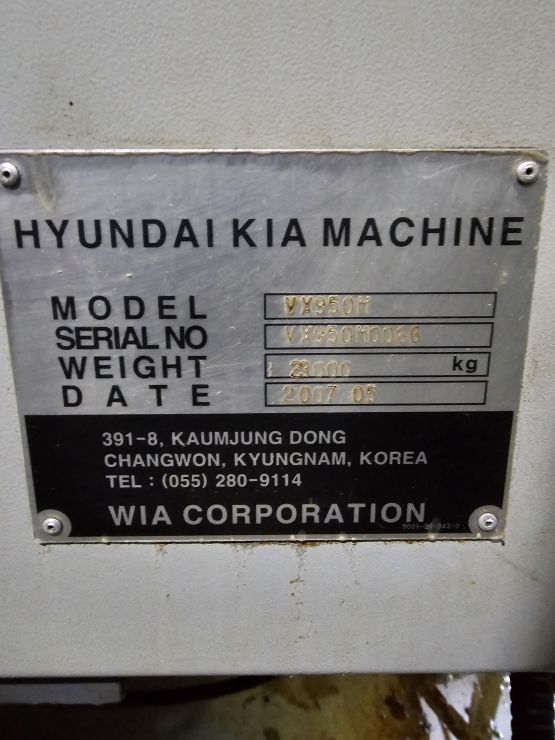 HYUNDAI KIA MACHINE
MODEL VX950M
SERIAL NO VX950M0066
WEIGHT kg
DATE 2007 05
391-8, KAUMJUNG DONG
CHANGWON, KYUNGNAM, KOREA
TEL : (055) 280-9114
WIA CORPORATION